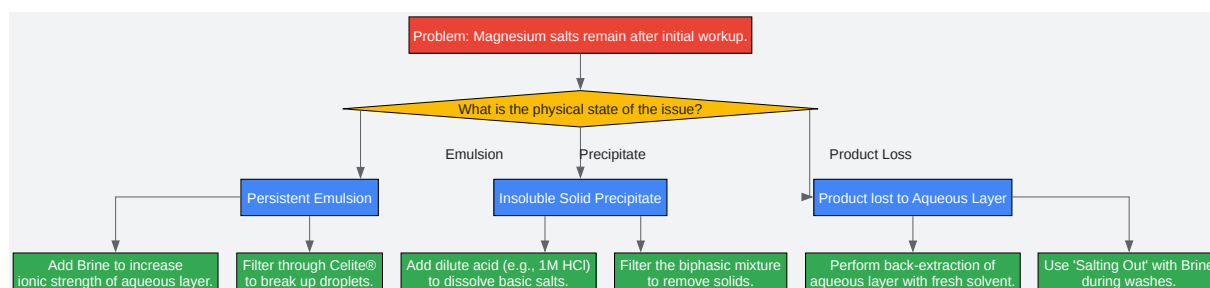 Problem: Magnesium salts remain after initial workup.
What is the physical state of the issue?
Emulsion
Precipitate
Product Loss
Persistent Emulsion
Insoluble Solid Precipitate
Product lost to Aqueous Layer
Add Brine to increase
ionic strength of aqueous layer.
Filter through Celite®
to break up droplets.
Add dilute acid (e.g., 1M HCl)
to dissolve basic salts.
Filter the biphasic mixture
to remove solids.
Perform back-extraction of
aqueous layer with fresh solvent.
Use 'Salting Out' with Brine
during washes.